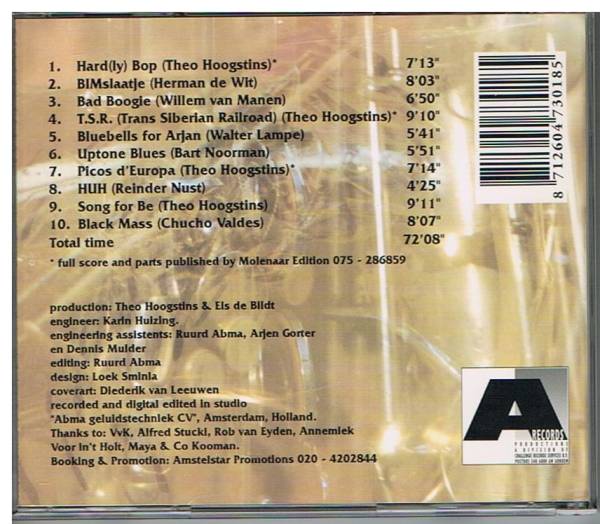 1. Hard(ly) Bop (Theo Hoogstins)* 7'13"
2. BIMslaatje (Herman de Wit) 8'03"
3. Bad Boogie (Willem van Manen) 6'50"
4. T.S.R. (Trans Siberian Railroad) (Theo Hoogstins)* 9'10"
5. Bluebells for Arjan (Walter Lampe) 5'41"
6. Uptone Blues (Bart Noorman) 5'51"
7. Picos d'Europa (Theo Hoogstins)* 7'14"
8. HUH (Reinder Nust) 4'25"
9. Song for Be (Theo Hoogstins) 9'11"
10. Black Mass (Chucho Valdes) 8'07"
Total time 72'08"
* full score and parts published by Molenaar Edition 075 - 286859
8 712604 730185
production: Theo Hoogstins & Els de Bildt
engineer: Karin Huizing.
engineering assistents: Ruurd Abma, Arjen Gorter
en Dennis Mulder
editing: Ruurd Abma
design: Loek Sminia
coverart: Diederik van Leeuwen
recorded and digital edited in studio
"Abma geluidstechniek CV", Amsterdam, Holland.
Thanks to: VvK, Alfred Stucki, Rob van Eyden, Annemiek
Voor In't Holt, Maya & Co Kooman.
Booking & Promotion: Amstelstar Promotions 020 - 4202844
A
RECORDS
PRODUCTIONS
A DIVISION OF
CHALLENGE RECORDS SERVICES B.V.